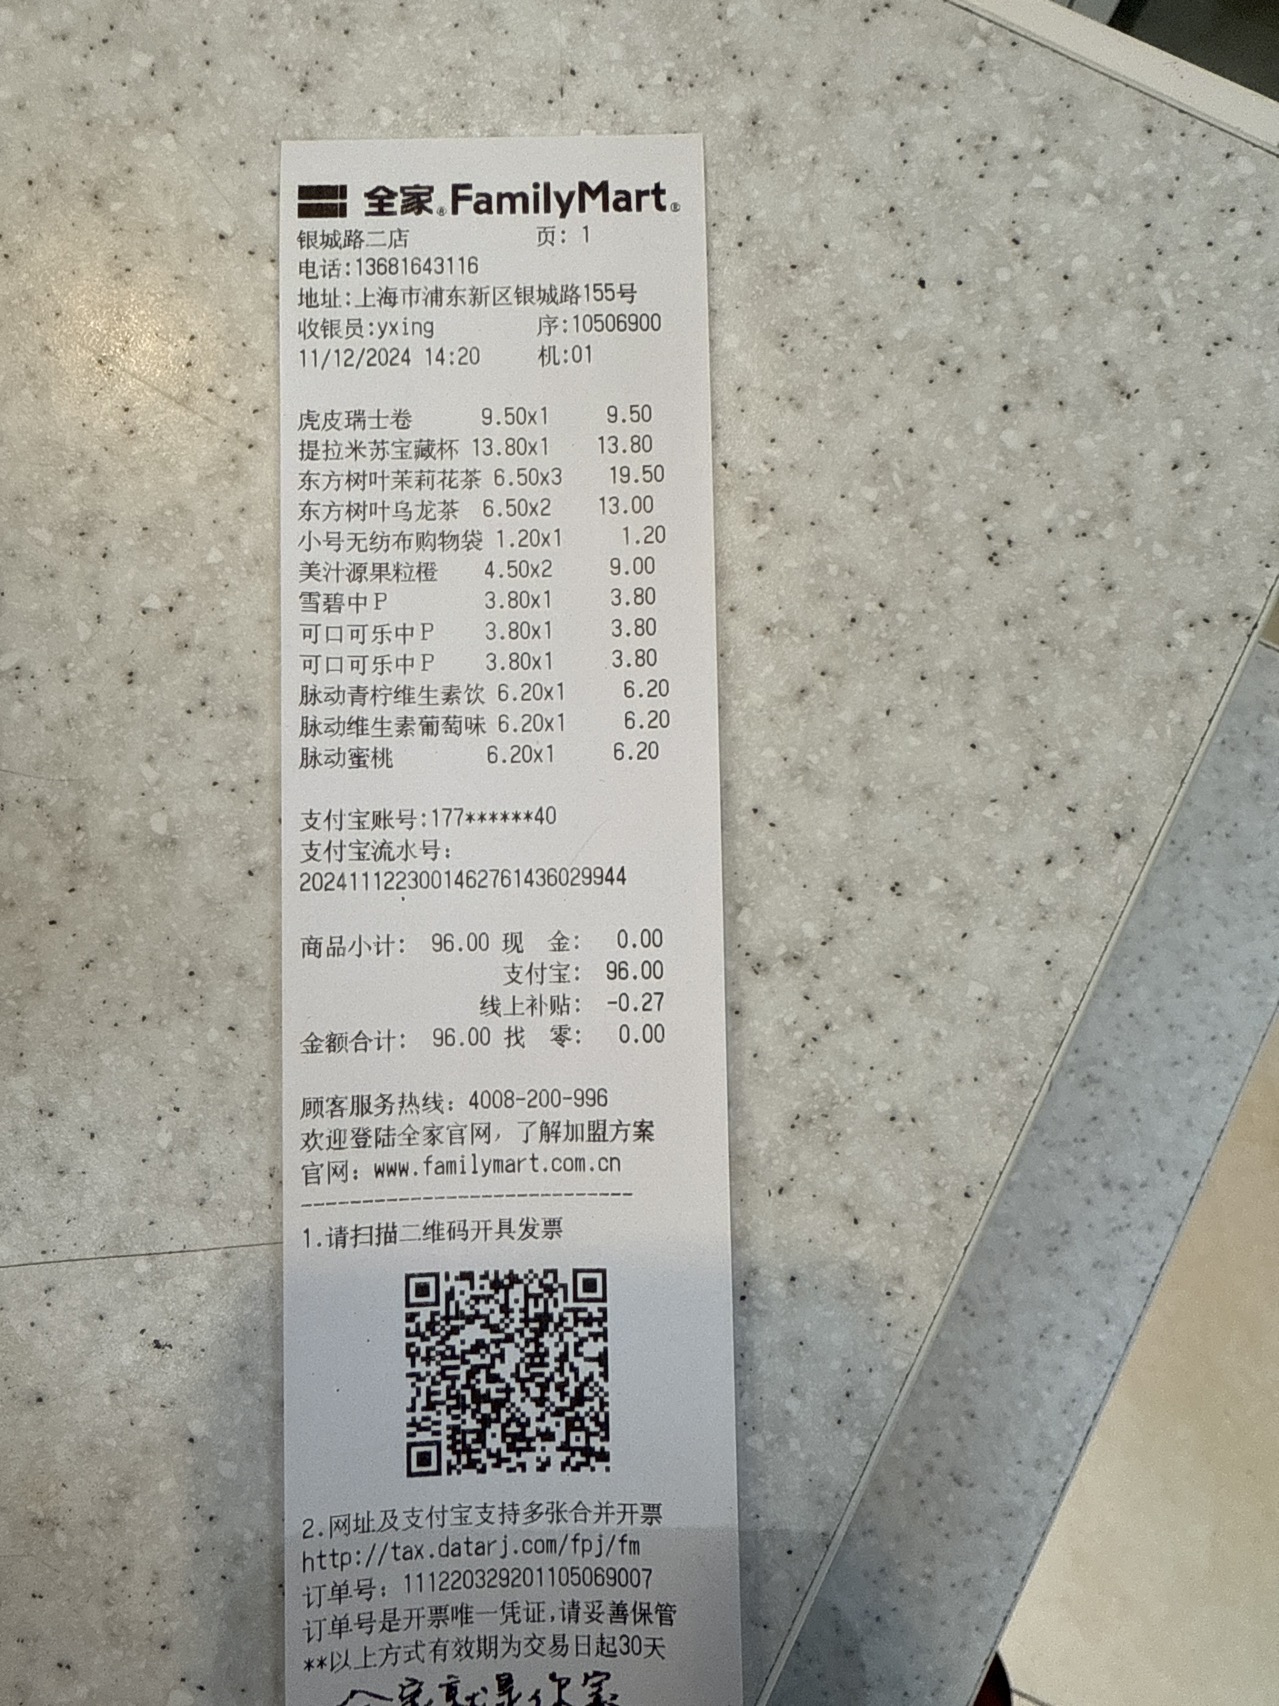 全家® FamilyMart®
银城路二店 页: 1
电话:13681643116
地址:上海市浦东新区银城路155号
收银员:yxing 序:10506900
11/12/2024 14:20 机:01
虎皮瑞士卷 9.50x1 9.50
提拉米苏宝藏杯 13.80x1 13.80
东方树叶茉莉花茶 6.50x3 19.50
东方树叶乌龙茶 6.50x2 13.00
小号无纺布购物袋 1.20x1 1.20
美汁源果粒橙 4.50x2 9.00
雪碧中P 3.80x1 3.80
可口可乐中P 3.80x1 3.80
可口可乐中P 3.80x1 3.80
脉动青柠维生素饮 6.20x1 6.20
脉动维生素葡萄味 6.20x1 6.20
脉动蜜桃 6.20x1 6.20
支付宝账号:177******40
支付宝流水号:
2024111222300146276143602​9944
商品小计: 96.00 现 金: 0.00
支付宝: 96.00
线上补贴: -0.27
金额合计: 96.00 找 零: 0.00
顾客服务热线: 4008-200-996
欢迎登陆全家官网, 了解加盟方案
官网: www.familymart.com.cn
----------------------------
1.请扫描二维码开具发票
2.网址及支付宝支持多张合并开票
http://tax.datarj.com/fpj/fm
订单号: 111220329201105069007
订单号是开票唯一凭证,请妥善保管
**以上方式有效期为交易日起30天
全家就是你家